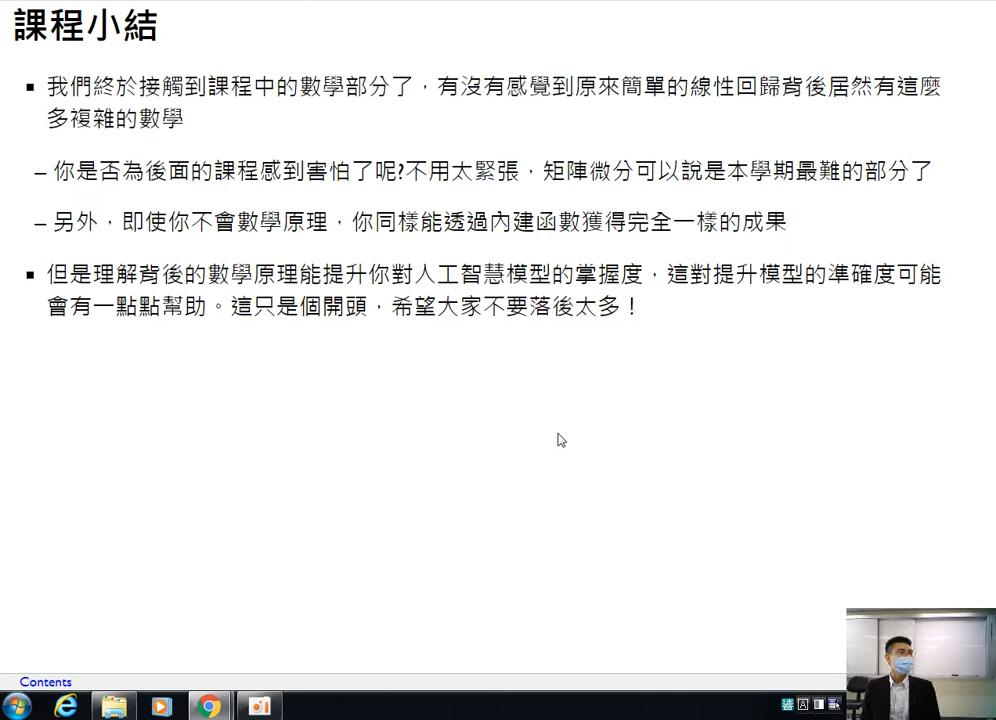 課程小結
▪ 我們終於接觸到課程中的數學部分了，有沒有感覺到原來簡單的線性回歸背後居然有這麼
多複雜的數學
– 你是否為後面的課程感到害怕了呢?不用太緊張，矩陣微分可以說是本學期最難的部分了
– 另外，即使你不會數學原理，你同樣能透過內建函數獲得完全一樣的成果
▪ 但是理解背後的數學原理能提升你對人工智慧模型的掌握度，這對提升模型的準確度可能
會有一點點幫助。這只是個開頭，希望大家不要落後太多！
Contents